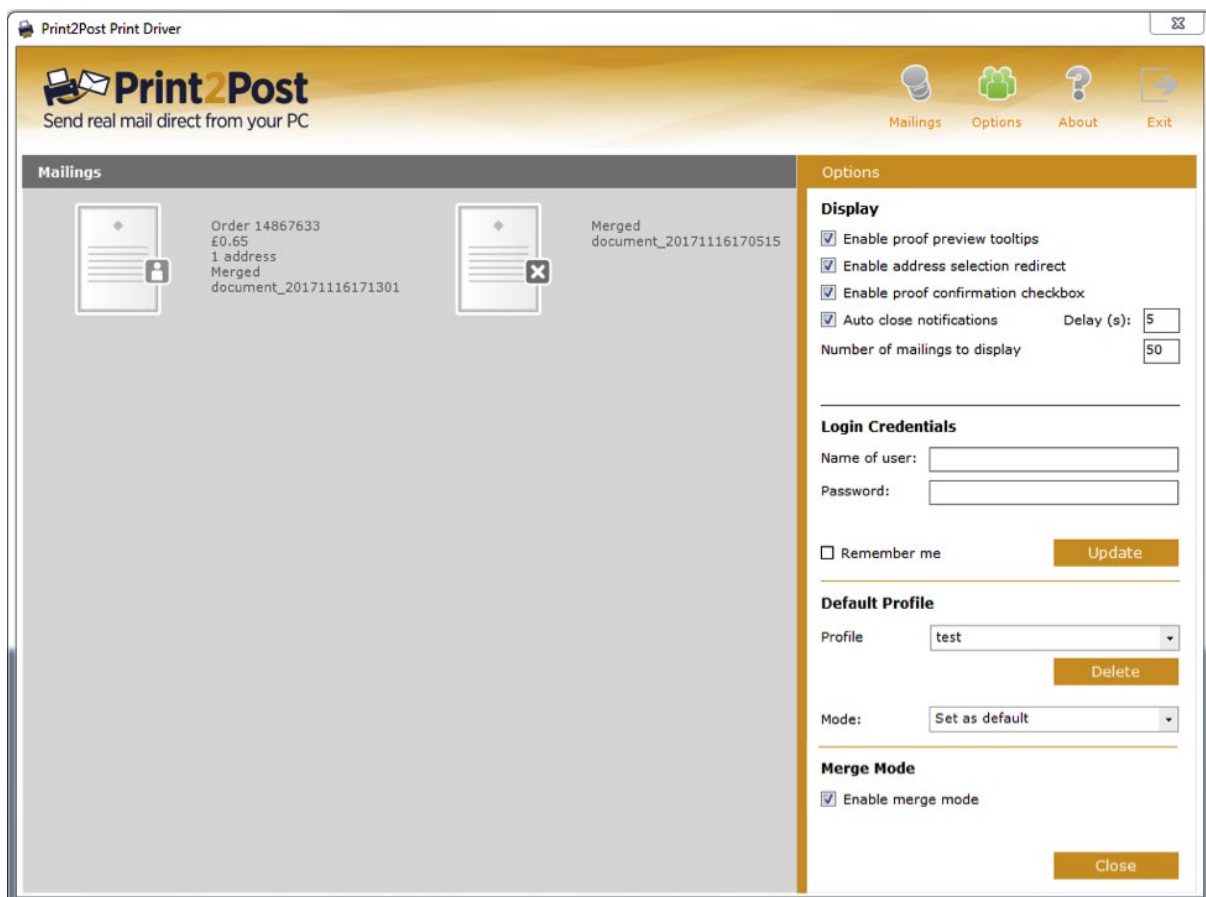 Print2Post Print Driver
Print2Post
Send real mail direct from your PC
Mailings Options About Exit
Mailings
Order 14867633
£0.65
1 address
Merged
document_20171116171301
Merged
document_20171116170515
Options
Display
Enable proof preview tooltips
Enable address selection redirect
Enable proof confirmation checkbox
Auto close notifications Delay (s): 5
Number of mailings to display 50
Login Credentials
Name of user:
Password:
Remember me Update
Default Profile
Profile test
Delete
Mode: Set as default
Merge Mode
Enable merge mode
Close